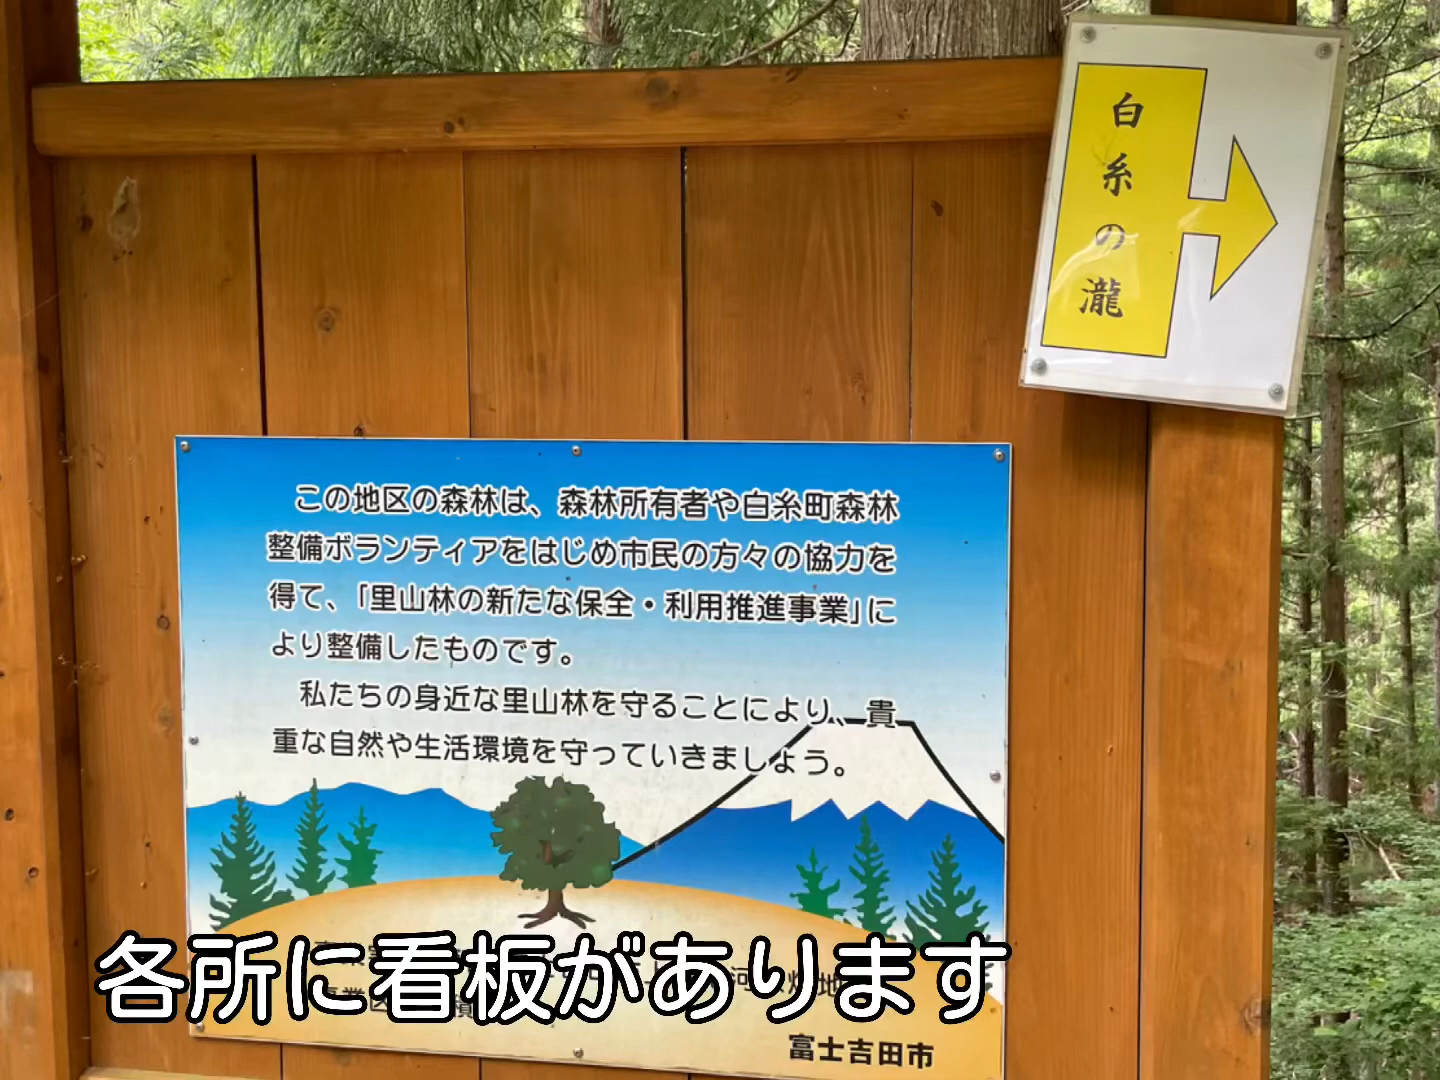 白糸の瀧
この地区の森林は、森林所有者や白糸町森林
整備ボランティアをはじめ市民の方々の協力を
得て、「里山林の新たな保全・利用推進事業」に
より整備したものです。
私たちの身近な里山林を守ることにより、貴
重な自然や生活環境を守っていきましょう。
富士吉田市
各所に看板があります